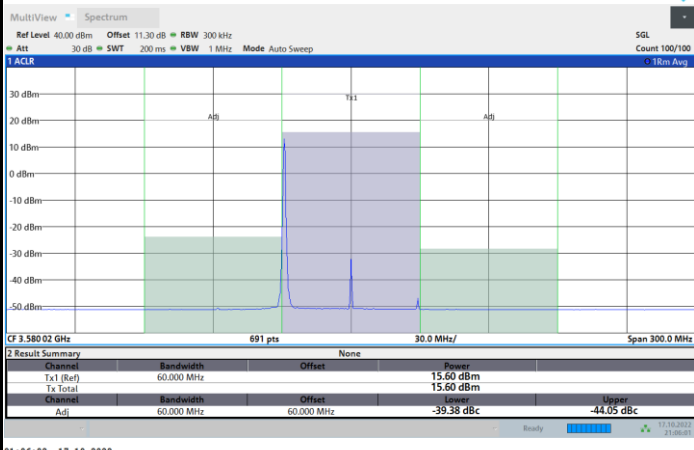 MultiView Spectrum
Ref Level 40.00 dBm Offset 11.30 dB RBW 300 kHz SGL
Att 30 dB SWT 200 ms VBW 1 MHz Mode Auto Sweep Count 100/100
1 ACLR 1Rm Avg
30 dBm
Tx1
20 dBm Adj Adj
10 dBm
0 dBm
-10 dBm
-20 dBm
-30 dBm
-40 dBm
-50 dBm
CF 3.580 02 GHz 691 pts 30.0 MHz/ Span 300.0 MHz
2 Result Summary None
Channel Bandwidth Offset Power
Tx1 (Ref) 60.000 MHz 15.60 dBm
Tx Total 15.60 dBm
Channel Bandwidth Offset Lower Upper
Adj 60.000 MHz 60.000 MHz -39.38 dBc -44.05 dBc
Ready 17.10.2022
21:06:01